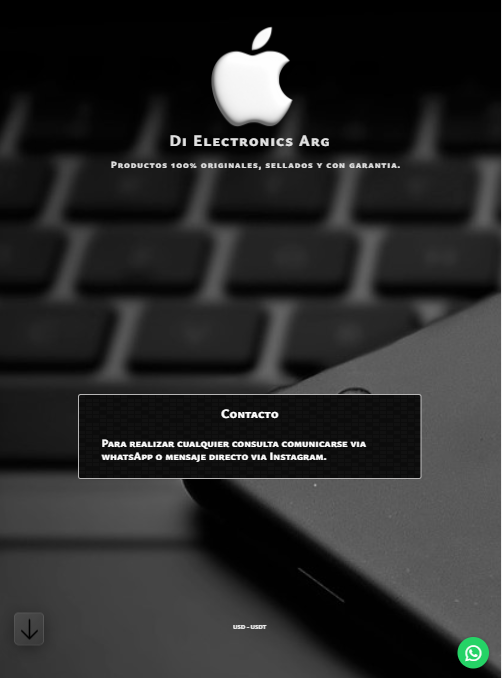 Di Electronics Arg
Productos 100% originales, sellados y con garantia.
Contacto
Para realizar cualquier consulta comunicarse via
whatsApp o mensaje directo via Instagram.
USD - USDT